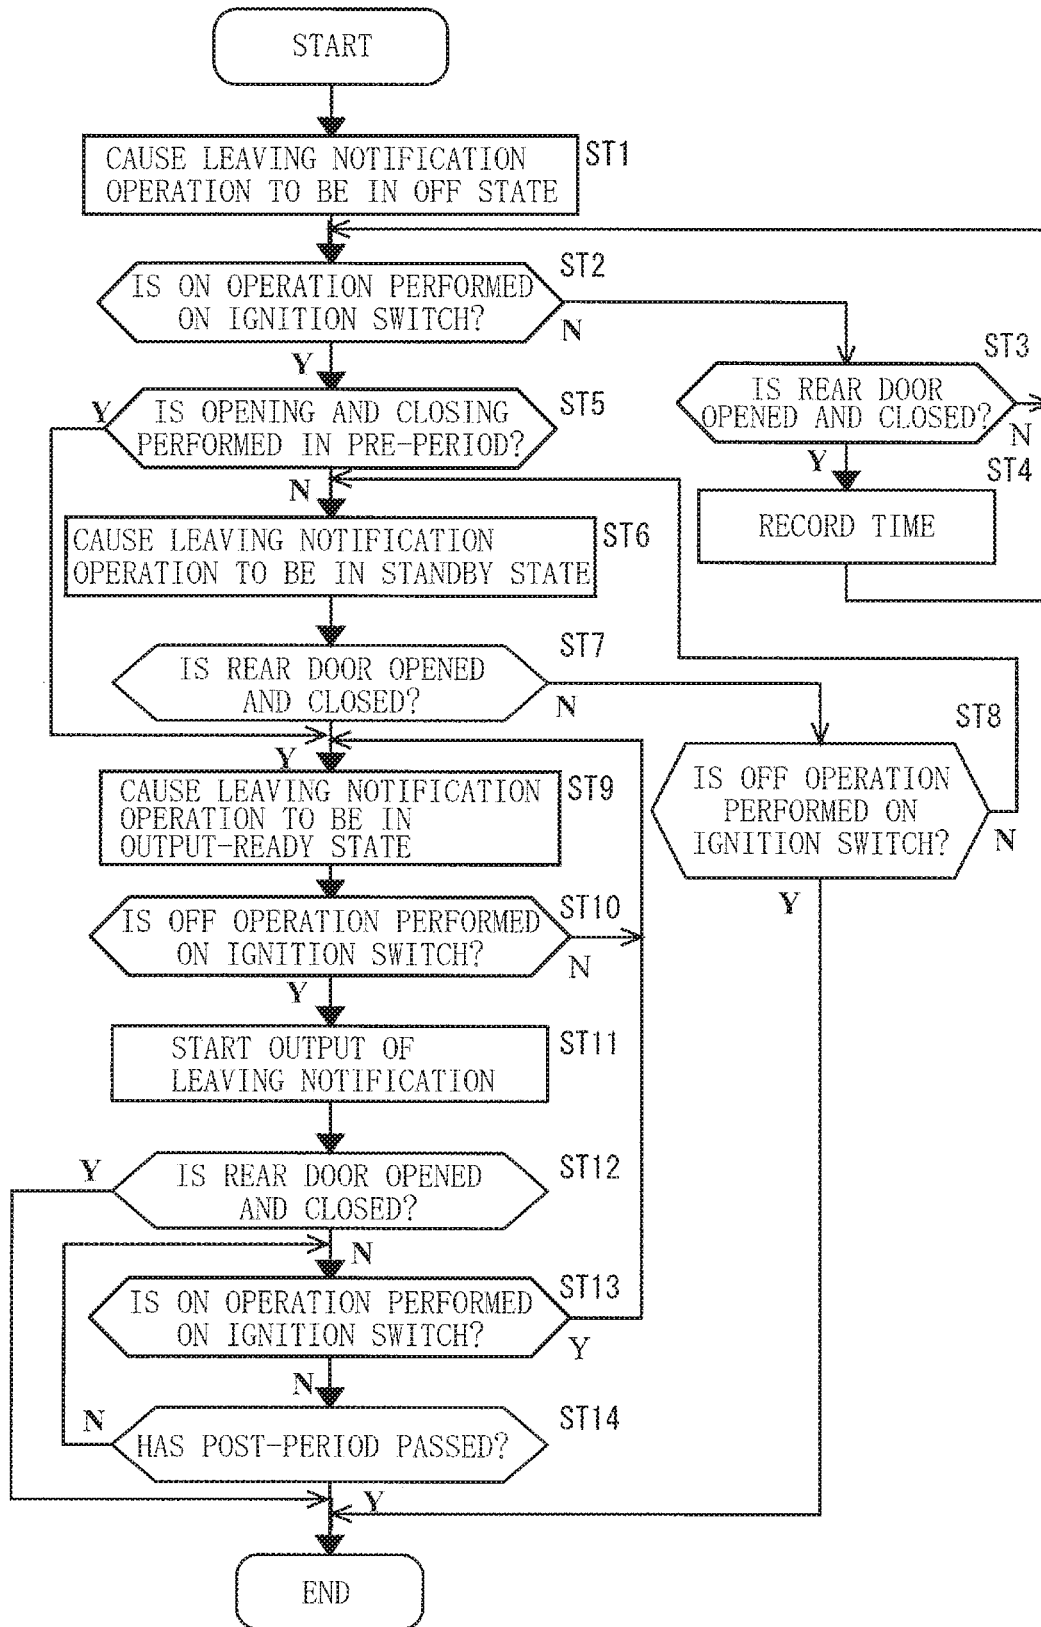 START
CAUSE LEAVING NOTIFICATION
OPERATION TO BE IN OFF STATE
ST1
IS ON OPERATION PERFORMED
ON IGNITION SWITCH?
ST2
N
Y
IS REAR DOOR
OPENED AND CLOSED?
ST3
N
Y
RECORD TIME
ST4
IS OPENING AND CLOSING
PERFORMED IN PRE-PERIOD?
ST5
Y
N
CAUSE LEAVING NOTIFICATION
OPERATION TO BE IN STANDBY STATE
ST6
IS REAR DOOR OPENED
AND CLOSED?
ST7
N
Y
IS OFF OPERATION
PERFORMED ON
IGNITION SWITCH?
ST8
N
Y
CAUSE LEAVING NOTIFICATION
OPERATION TO BE IN
OUTPUT-READY STATE
ST9
IS OFF OPERATION PERFORMED
ON IGNITION SWITCH?
ST10
N
Y
START OUTPUT OF
LEAVING NOTIFICATION
ST11
IS REAR DOOR OPENED
AND CLOSED?
ST12
Y
N
IS ON OPERATION PERFORMED
ON IGNITION SWITCH?
ST13
Y
N
HAS POST-PERIOD PASSED?
ST14
N
Y
END